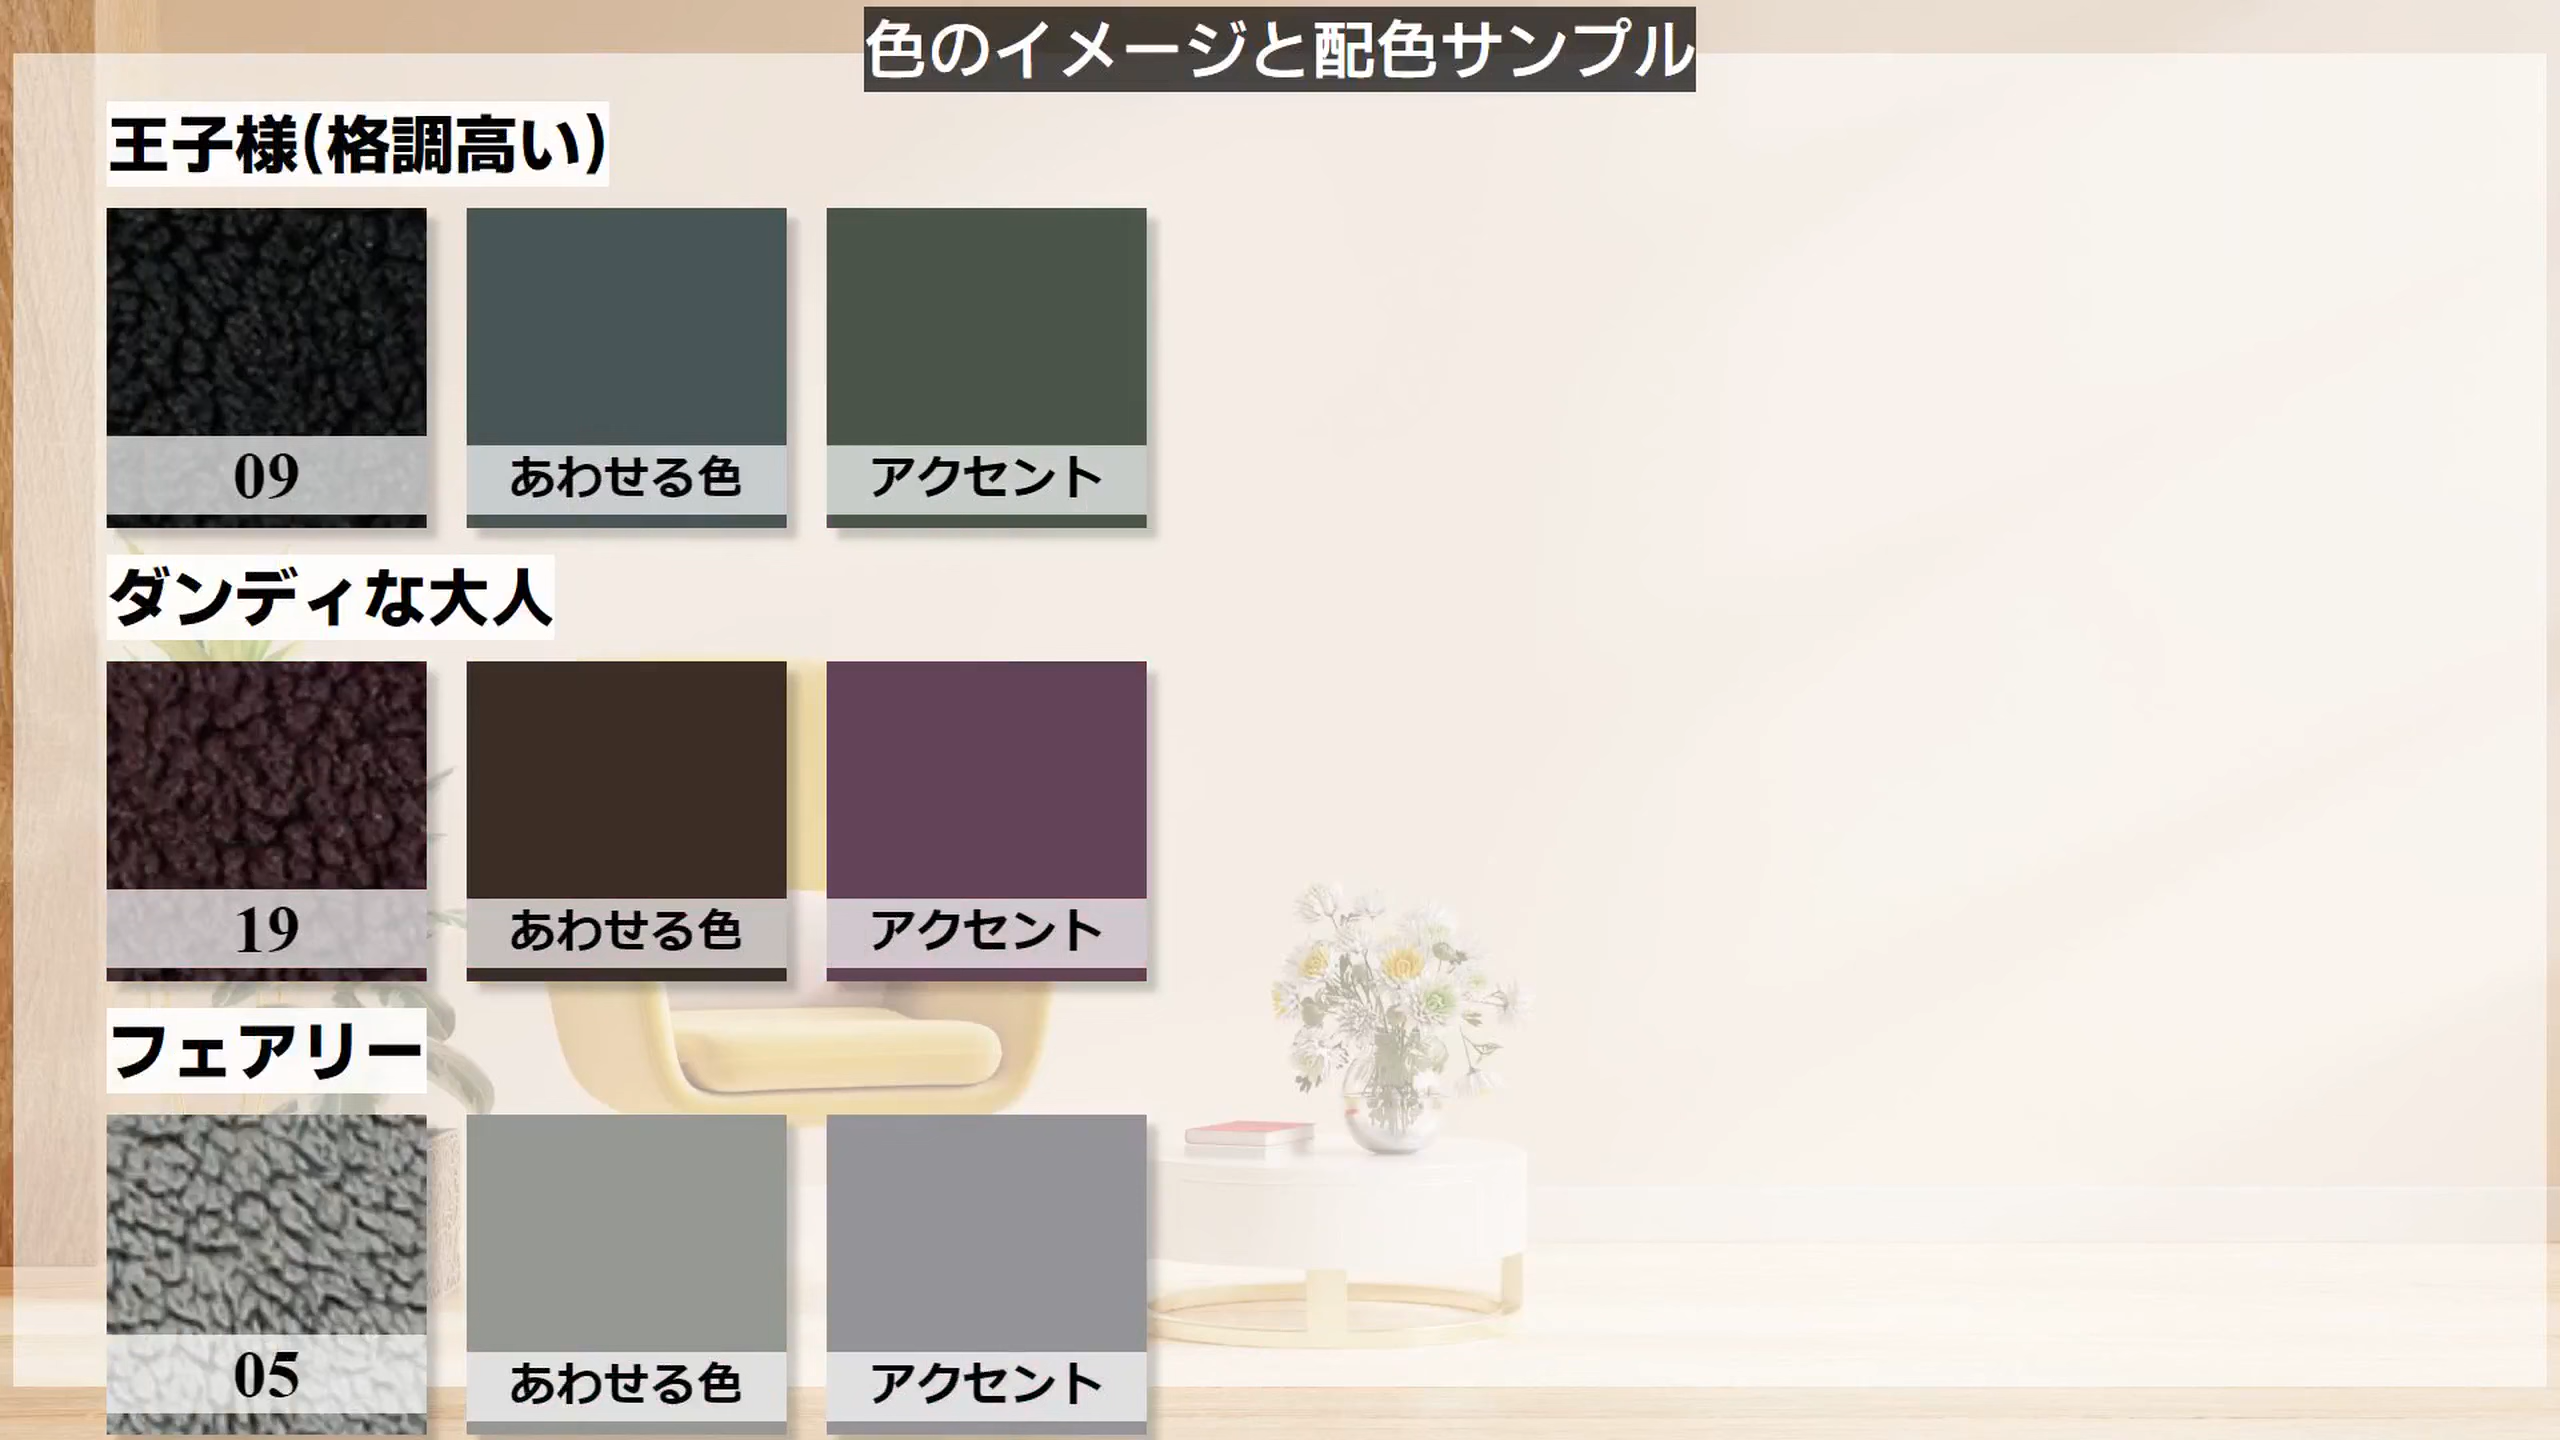 色のイメージと配色サンプル
王子様(格調高い)
09
あわせる色
アクセント
ダンディな大人
19
あわせる色
アクセント
フェアリー
05
あわせる色
アクセント